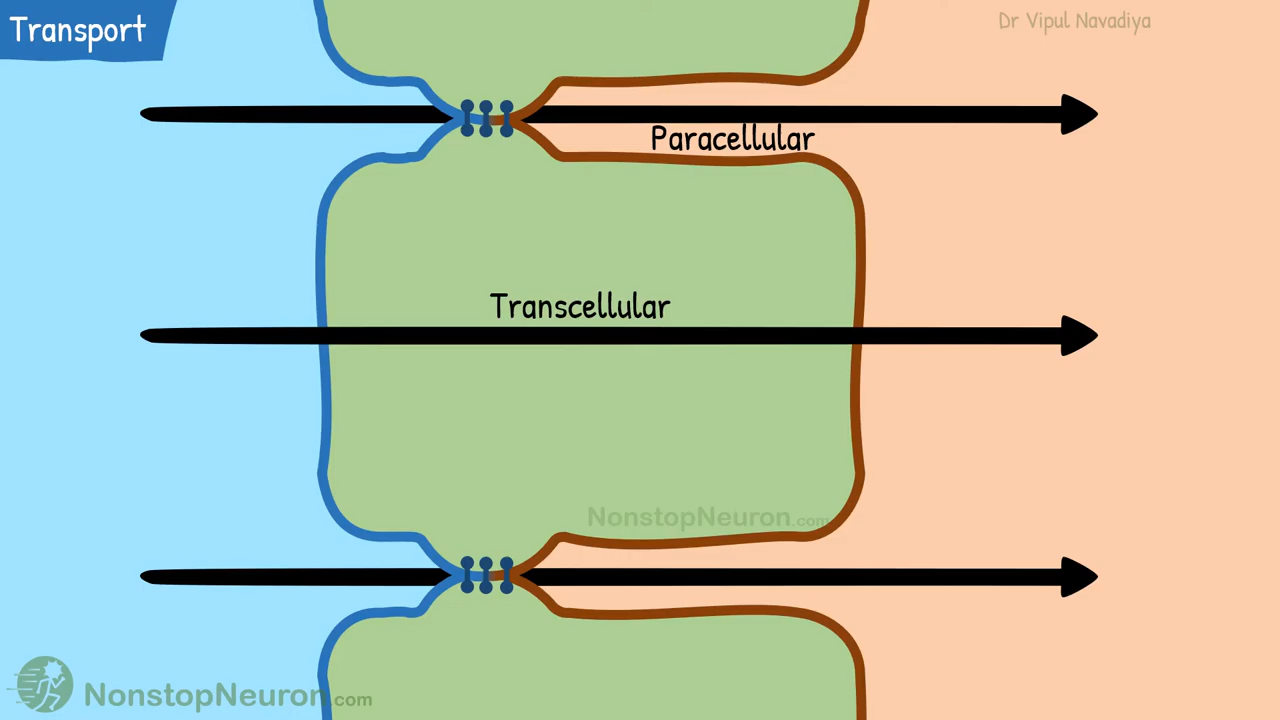 Transport
Dr Vipul Navadiya
Paracellular
Transcellular
NonstopNeuron.com
NonstopNeuron.com